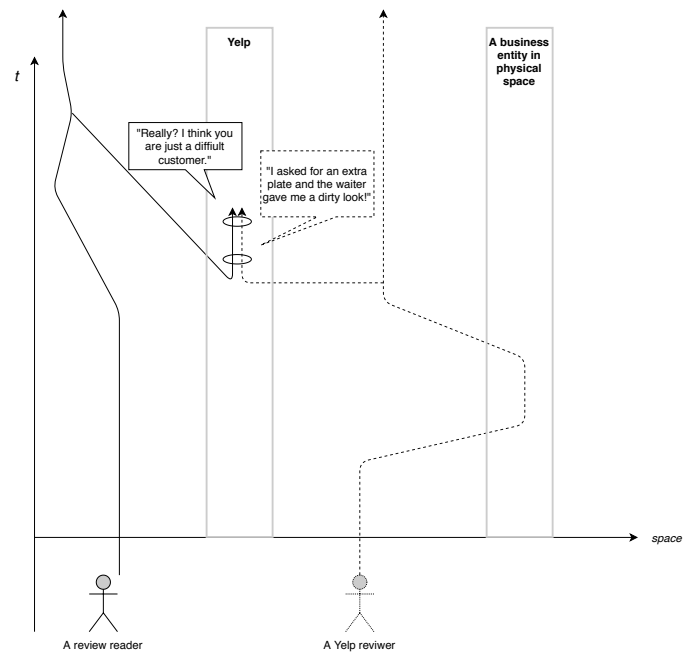 t
Yelp
A business
entity in
physical
space
"Really? I think you
are just a diffiult
customer."
"I asked for an extra
plate and the waiter
gave me a dirty look!"
space
A review reader
A Yelp reviwer